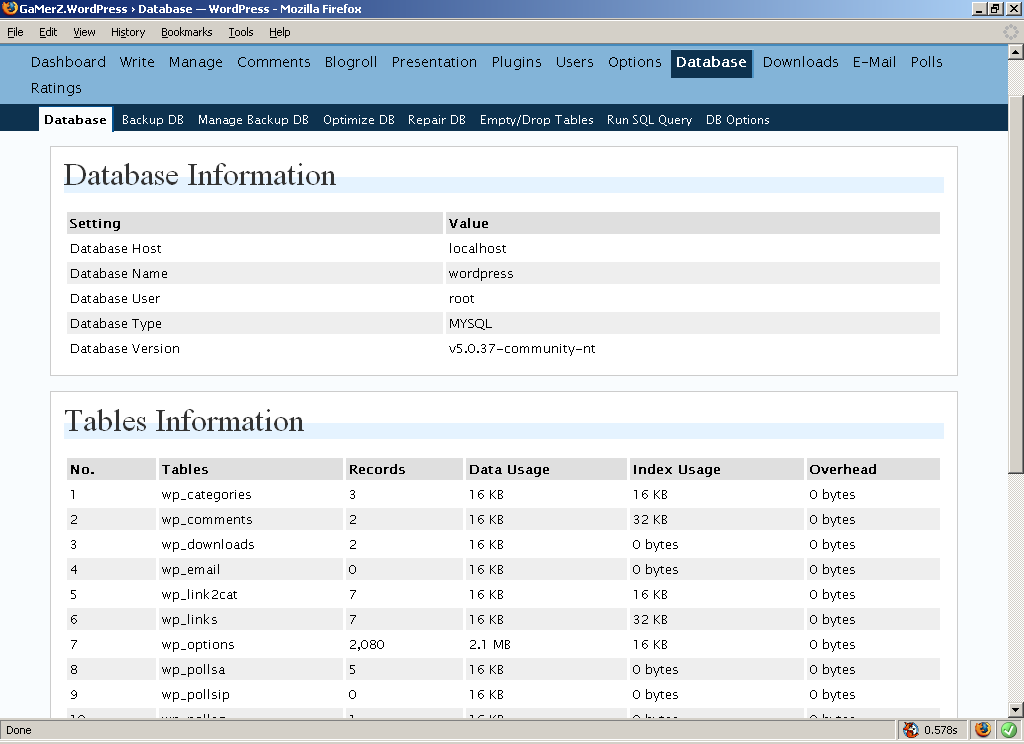 GaMerZ.WordPress › Database — WordPress - Mozilla Firefox
File Edit View History Bookmarks Tools Help
Dashboard Write Manage Comments Blogroll Presentation Plugins Users Options Database Downloads E-Mail Polls
Ratings
Database Backup DB Manage Backup DB Optimize DB Repair DB Empty/Drop Tables Run SQL Query DB Options
Database Information
Setting Value
Database Host localhost
Database Name wordpress
Database User root
Database Type MYSQL
Database Version v5.0.37-community-nt
Tables Information
No. Tables Records Data Usage Index Usage Overhead
1 wp_categories 3 16 KB 16 KB 0 bytes
2 wp_comments 2 16 KB 32 KB 0 bytes
3 wp_downloads 2 16 KB 0 bytes 0 bytes
4 wp_email 0 16 KB 0 bytes 0 bytes
5 wp_link2cat 7 16 KB 16 KB 0 bytes
6 wp_links 7 16 KB 32 KB 0 bytes
7 wp_options 2,080 2.1 MB 16 KB 0 bytes
8 wp_pollsa 5 16 KB 0 bytes 0 bytes
9 wp_pollsip 0 16 KB 0 bytes 0 bytes
Done 0.578s